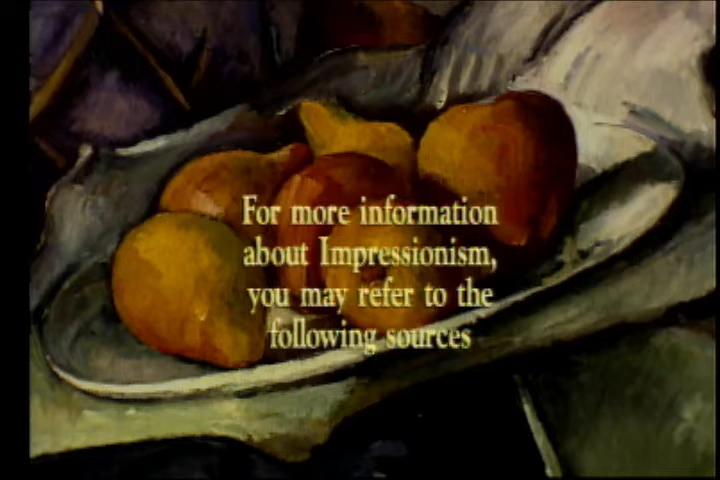 For more information
about Impressionism,
you may refer to the
following sources